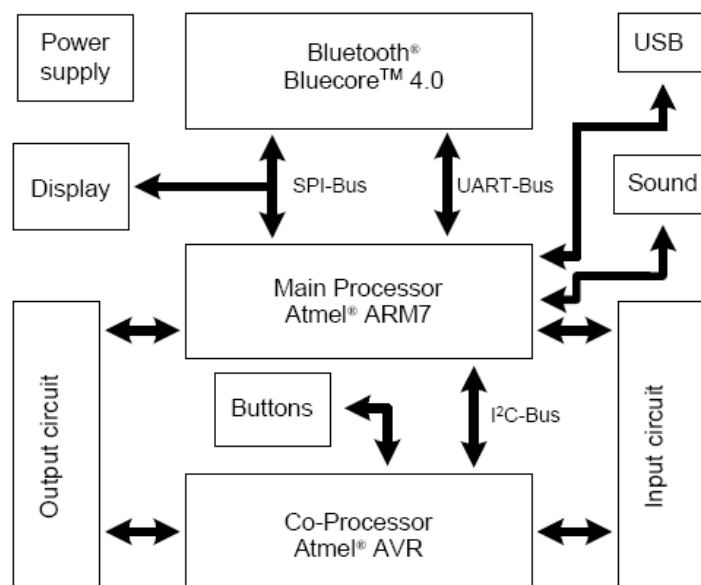 Power
supply
Bluetooth®
Bluecore™ 4.0
USB
Display
SPI-Bus
UART-Bus
Sound
Main Processor
Atmel® ARM7
Output circuit
Buttons
I²C-Bus
Input circuit
Co-Processor
Atmel® AVR